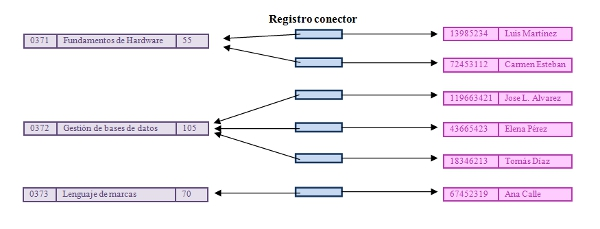 Registro conector
0371 Fundamentos de Hardware 55
13985234 Luis Martínez
72453112 Carmen Esteban
119663421 Jose L. Alvarez
0372 Gestión de bases de datos 105
43665423 Elena Pérez
18346213 Tomás Díaz
0373 Lenguaje de marcas 70
67452319 Ana Calle